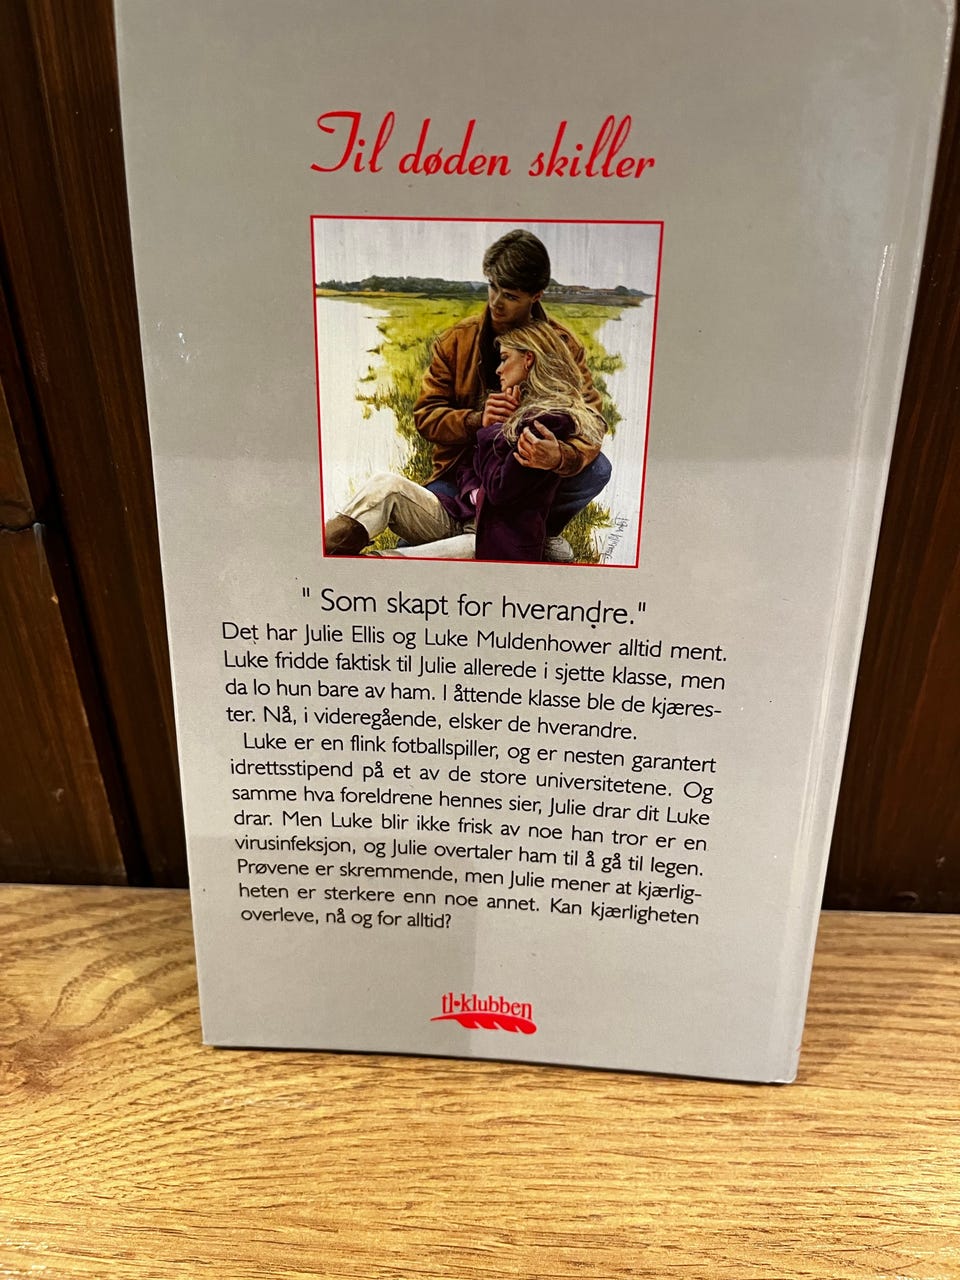 Til døden skiller
" Som skapt for hverandre."
Det har Julie Ellis og Luke Muldenhower alltid ment.
Luke fridde faktisk til Julie allerede i sjette klasse, men
da lo hun bare av ham. I åttende klasse ble de kjæres-
ter. Nå, i videregående, elsker de hverandre.
Luke er en flink fotballspiller, og er nesten garantert
idrettsstipend på et av de store universitetene. Og
samme hva foreldrene hennes sier, Julie drar dit Luke
drar. Men Luke blir ikke frisk av noe han tror er en
virusinfeksjon, og Julie overtaler ham til å gå til legen.
Prøvene er skremmende, men Julie mener at kjærlig-
heten er sterkere enn noe annet. Kan kjærligheten
overleve, nå og for alltid?
tl•klubben